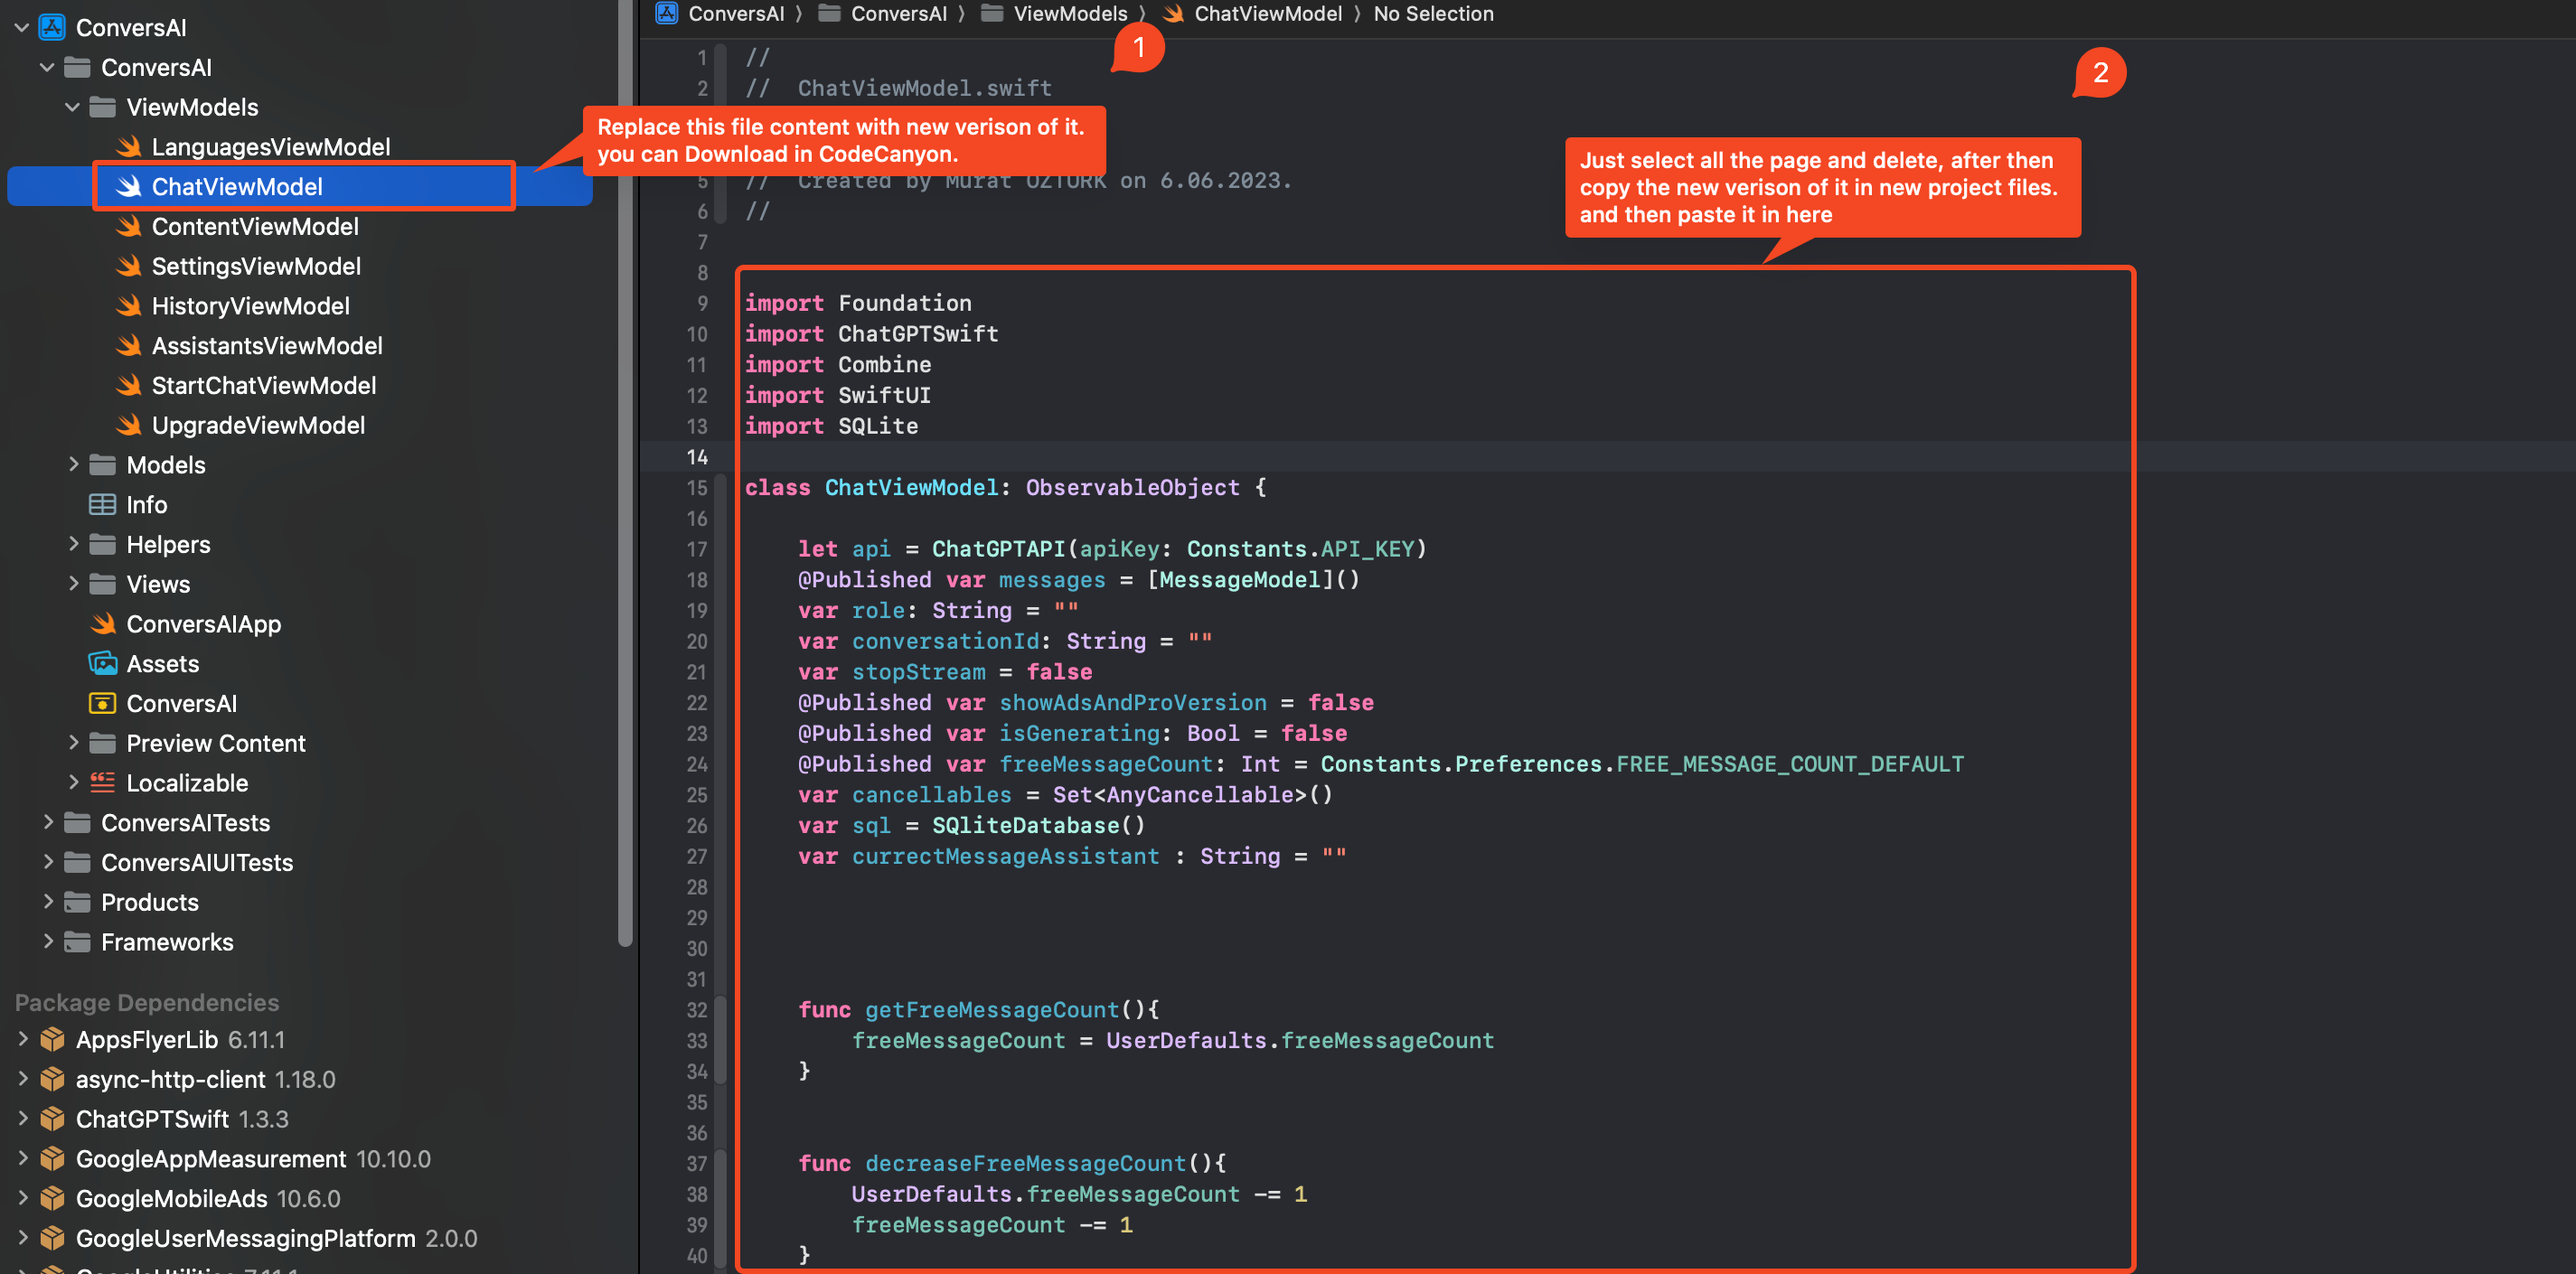 ConversAI
ConversAI
ViewModels
LanguagesViewModel
ChatViewModel
ContentViewModel
SettingsViewModel
HistoryViewModel
AssistantsViewModel
StartChatViewModel
UpgradeViewModel
Models
Info
Helpers
Views
ConversAIApp
Assets
ConversAI
Preview Content
Localizable
ConversAITests
ConversAIUITests
Products
Frameworks
Package Dependencies
AppsFlyerLib 6.11.1
async-http-client 1.18.0
ChatGPTSwift 1.3.3
GoogleAppMeasurement 10.10.0
GoogleMobileAds 10.6.0
GoogleUserMessagingPlatform 2.0.0
ConversAI 〉 ConversAI 〉 ViewModels 〉 ChatViewModel 〉 No Selection
1
2
Replace this file content with new verison of it.
you can Download in CodeCanyon.
Just select all the page and delete, after then
copy the new verison of it in new project files.
and then paste it in here
1 //
2 //  ChatViewModel.swift
5 //  Created by Murat ÖZTÜRK on 6.06.2023.
6 //
7
8
9 import Foundation
10 import ChatGPTSwift
11 import Combine
12 import SwiftUI
13 import SQLite
14
15 class ChatViewModel: ObservableObject {
16
17     let api = ChatGPTAPI(apiKey: Constants.API_KEY)
18     @Published var messages = [MessageModel]()
19     var role: String = ""
20     var conversationId: String = ""
21     var stopStream = false
22     @Published var showAdsAndProVersion = false
23     @Published var isGenerating: Bool = false
24     @Published var freeMessageCount: Int = Constants.Preferences.FREE_MESSAGE_COUNT_DEFAULT
25     var cancellables = Set<AnyCancellable>()
26     var sql = SQliteDatabase()
27     var currectMessageAssistant : String = ""
28
29
30
31
32     func getFreeMessageCount(){
33         freeMessageCount = UserDefaults.freeMessageCount
34     }
35
36
37     func decreaseFreeMessageCount(){
38         UserDefaults.freeMessageCount -= 1
39         freeMessageCount -= 1
40     }